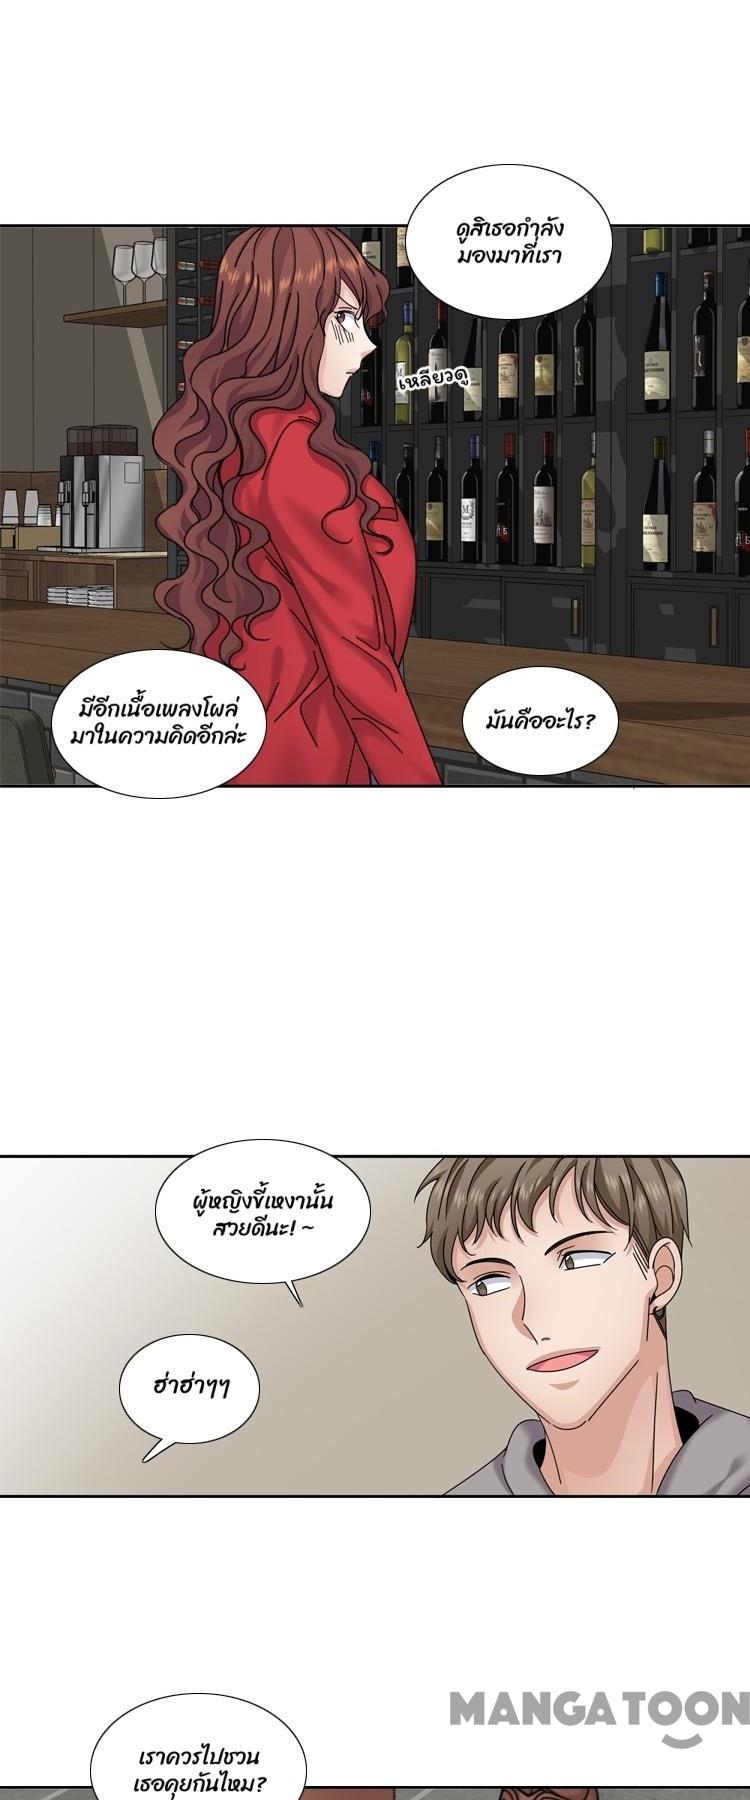 ดูสิเธอกำลัง
มองมาที่เรา
เหลียวดู
มีอีกเนื้อเพลงโผล่
มาในความคิดอีกล่ะ
มันคืออะไร?
ผู้หญิงขี้เหงานั้น
สวยดีนะ! ~
ฮ่าฮ่าๆๆ
MANGATOON
เราควรไปชวน
เธอคุยกันไหม?